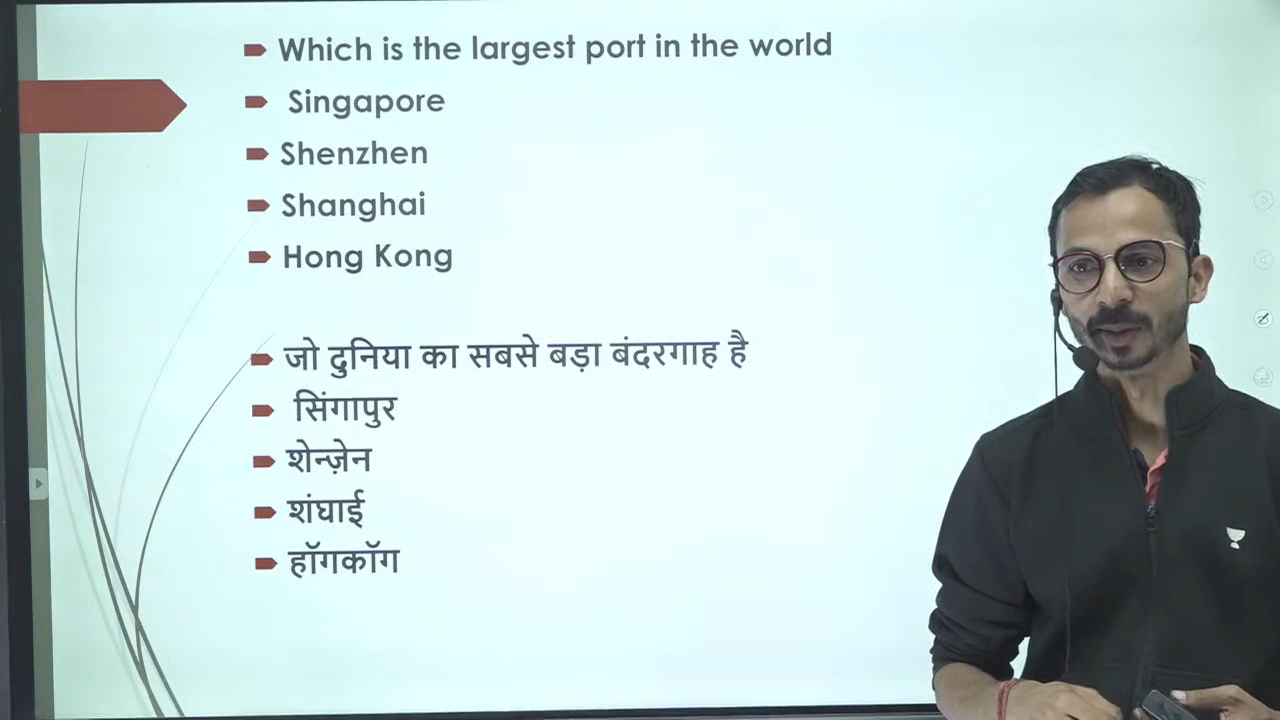 Which is the largest port in the world
Singapore
Shenzhen
Shanghai
Hong Kong
जो दुनिया का सबसे बड़ा बंदरगाह है
सिंगापुर
शेन्ज़ेन
शंघाई
हॉगकॉग